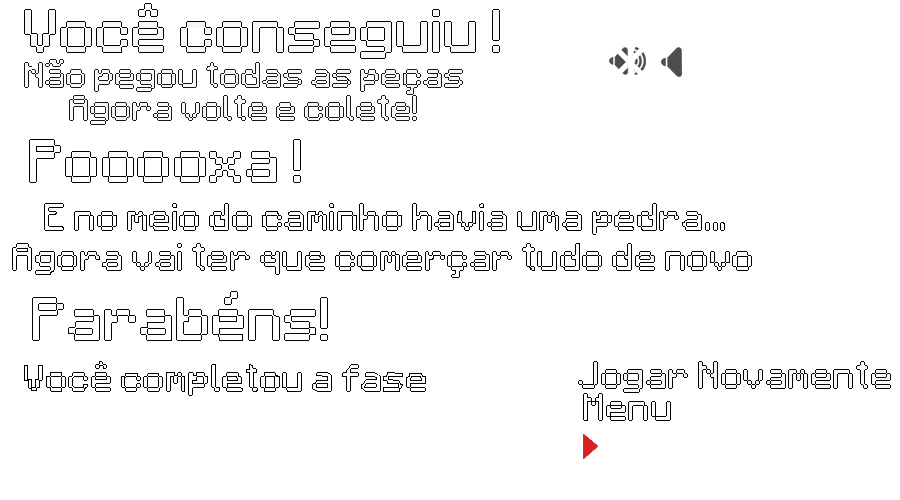 Você conseguiu !
Não pegou todas as peças
Agora volte e colete!
Pooooxa !
E no meio do caminho havia uma pedra...
Agora vai ter que comerçar tudo de novo
Parabéns!
Você completou a fase
Jogar Novamente
Menu